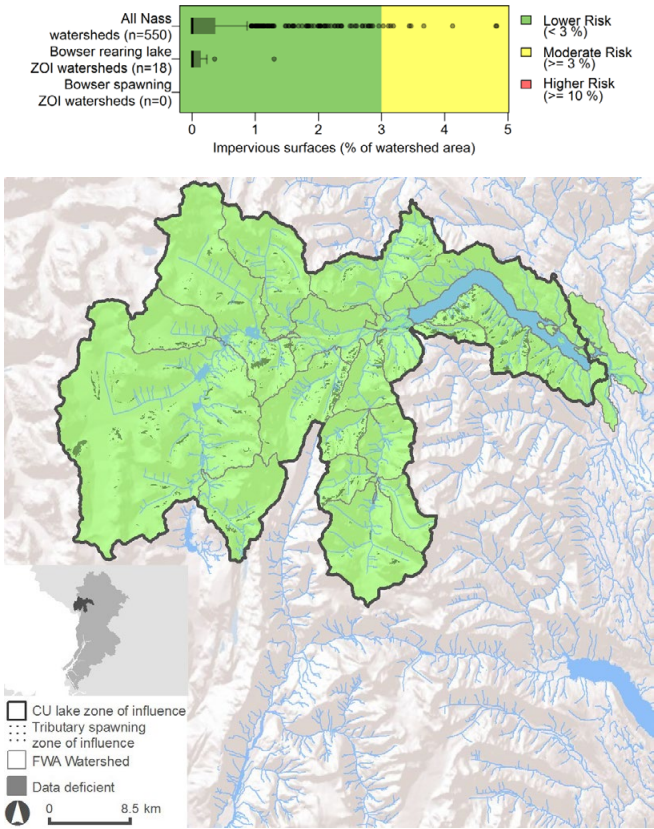 All Nass
watersheds (n=550)
Bowser rearing lake
ZOI watersheds (n=18)
Bowser spawning
ZOI watersheds (n=0)
0 1 2 3 4 5
Impervious surfaces (% of watershed area)
Lower Risk
(< 3 %)
Moderate Risk
(>= 3 %)
Higher Risk
(>= 10 %)
CU lake zone of influence
Tributary spawning
zone of influence
FWA Watershed
Data deficient
0 8.5 km